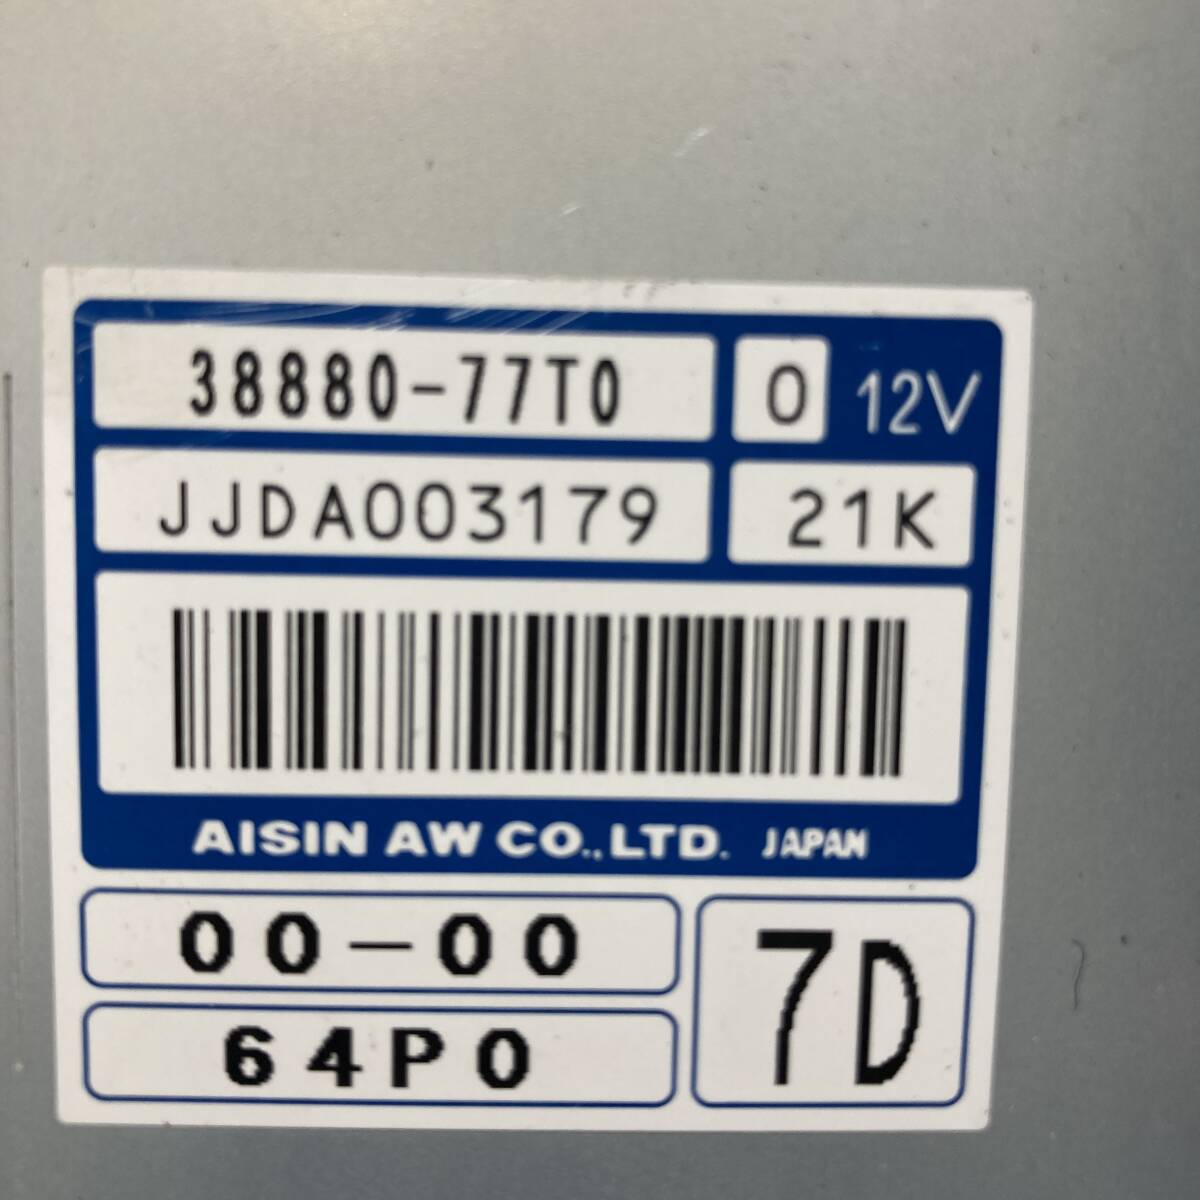 38880-77T0 0 12V
JJDA003179 21K
AISIN AW CO.,LTD. JAPAN
00-00
64P0
7D